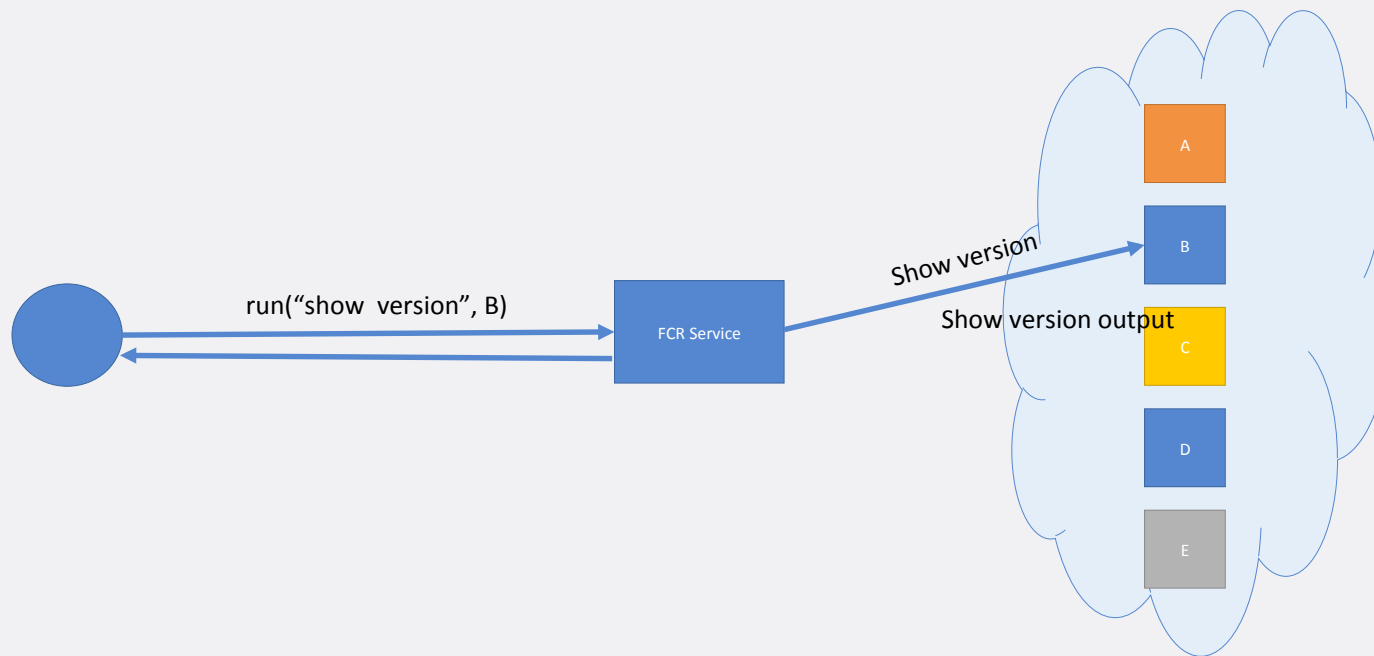 A
B
Show version
run(“show  version”, B)
FCR Service
Show version output
C
D
E